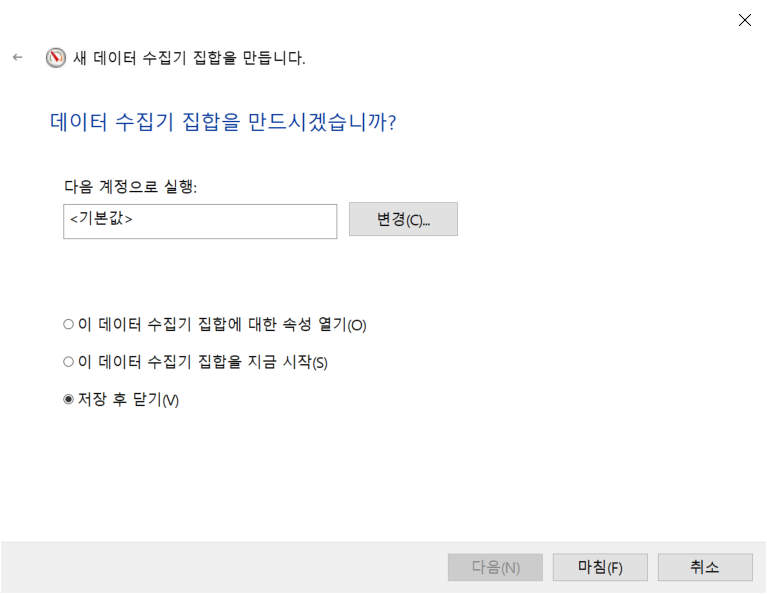 새 데이터 수집기 집합을 만듭니다.
데이터 수집기 집합을 만드시겠습니까?
다음 계정으로 실행:
<기본값>
변경(C)...
이 데이터 수집기 집합에 대한 속성 열기(O)
이 데이터 수집기 집합을 지금 시작(S)
저장 후 닫기(V)
다음(N)
마침(F)
취소